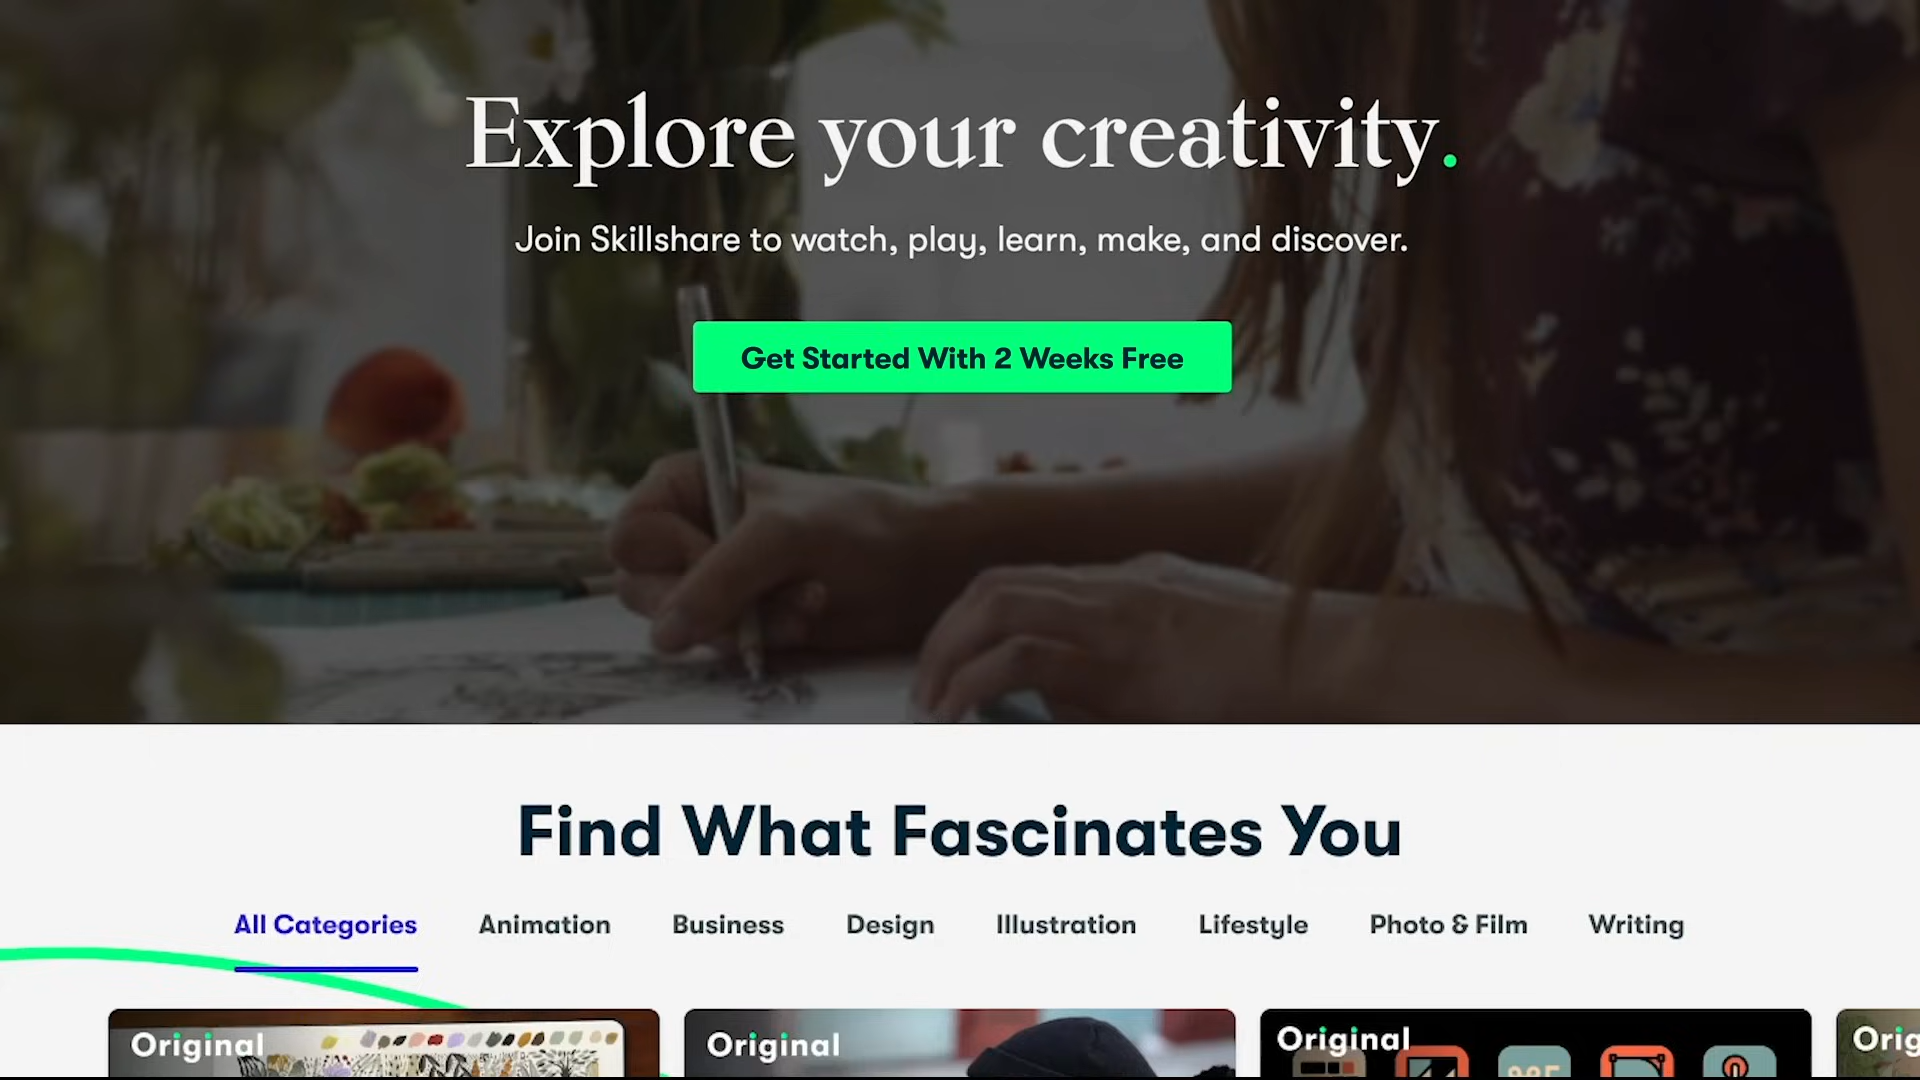 Explore your creativity.
Join Skillshare to watch, play, learn, make, and discover.
Get Started With 2 Weeks Free
Find What Fascinates You
All Categories Animation Business Design Illustration Lifestyle Photo & Film Writing
Original Original Original